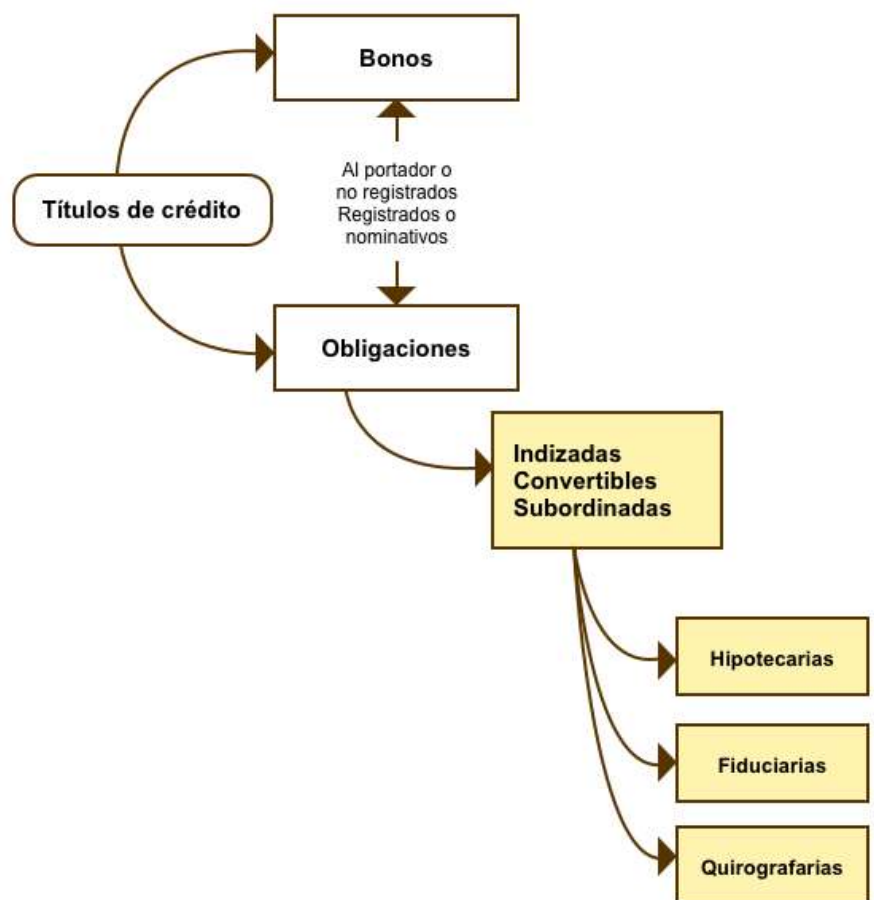 Bonos
Al portador o
no registrados
Registrados o
nominativos
Títulos de crédito
Obligaciones
Indizadas
Convertibles
Subordinadas
Hipotecarias
Fiduciarias
Quirografarias